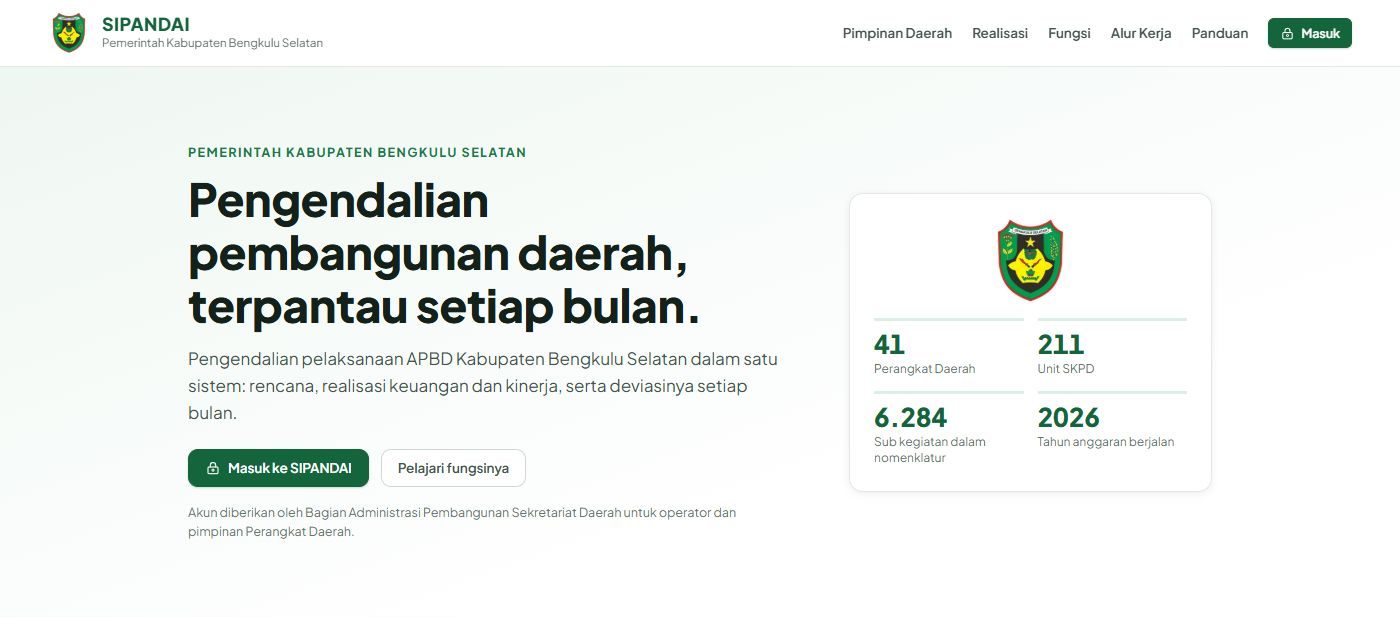 SIPANDAI
Pemerintah Kabupaten Bengkulu Selatan
Pimpinan Daerah
Realisasi
Fungsi
Alur Kerja
Panduan
Masuk
PEMERINTAH KABUPATEN BENGKULU SELATAN
Pengendalian
pembangunan daerah,
terpantau setiap bulan.
Pengendalian pelaksanaan APBD Kabupaten Bengkulu Selatan dalam satu
sistem: rencana, realisasi keuangan dan kinerja, serta deviasinya setiap
bulan.
Masuk ke SIPANDAI
Pelajari fungsinya
Akun diberikan oleh Bagian Administrasi Pembangunan Sekretariat Daerah untuk operator dan
pimpinan Perangkat Daerah.
41
Perangkat Daerah
211
Unit SKPD
6.284
Sub kegiatan dalam
nomenklatur
2026
Tahun anggaran berjalan